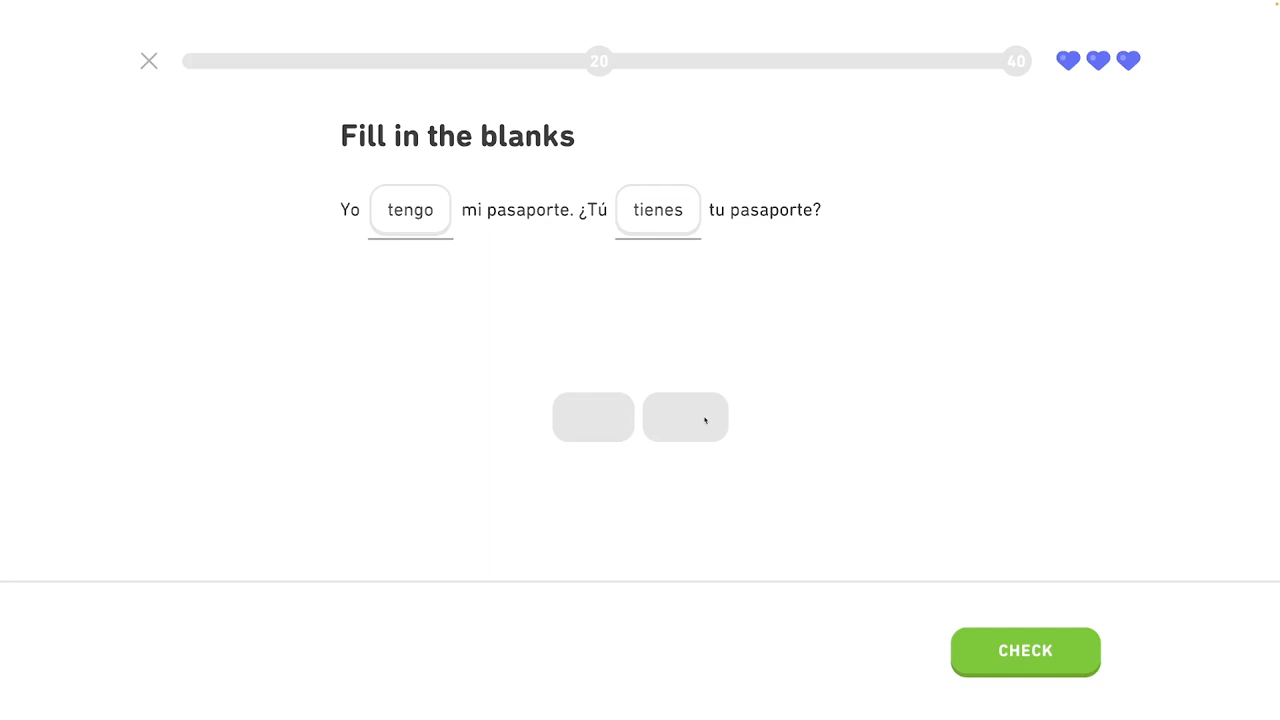 20
40
Fill in the blanks
Yo tengo mi pasaporte. ¿Tú tienes tu pasaporte?
CHECK